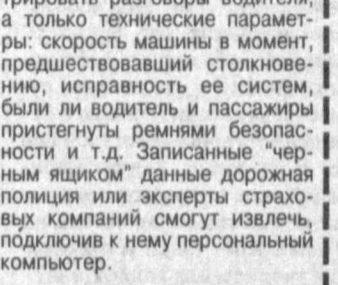 трировать разговоры водителя,
а только технические парамет-
ры: скорость машины в момент,
предшествовавший столкнове-
нию, исправность ее систем,
были ли водитель и пассажиры
пристегнуты ремнями безопас-
ности и т.д. Записанные "чер-
ным ящиком" данные дорожная
полиция или эксперты страхо-
вых компаний смогут извлечь,
подключив к нему персональный
компьютер.